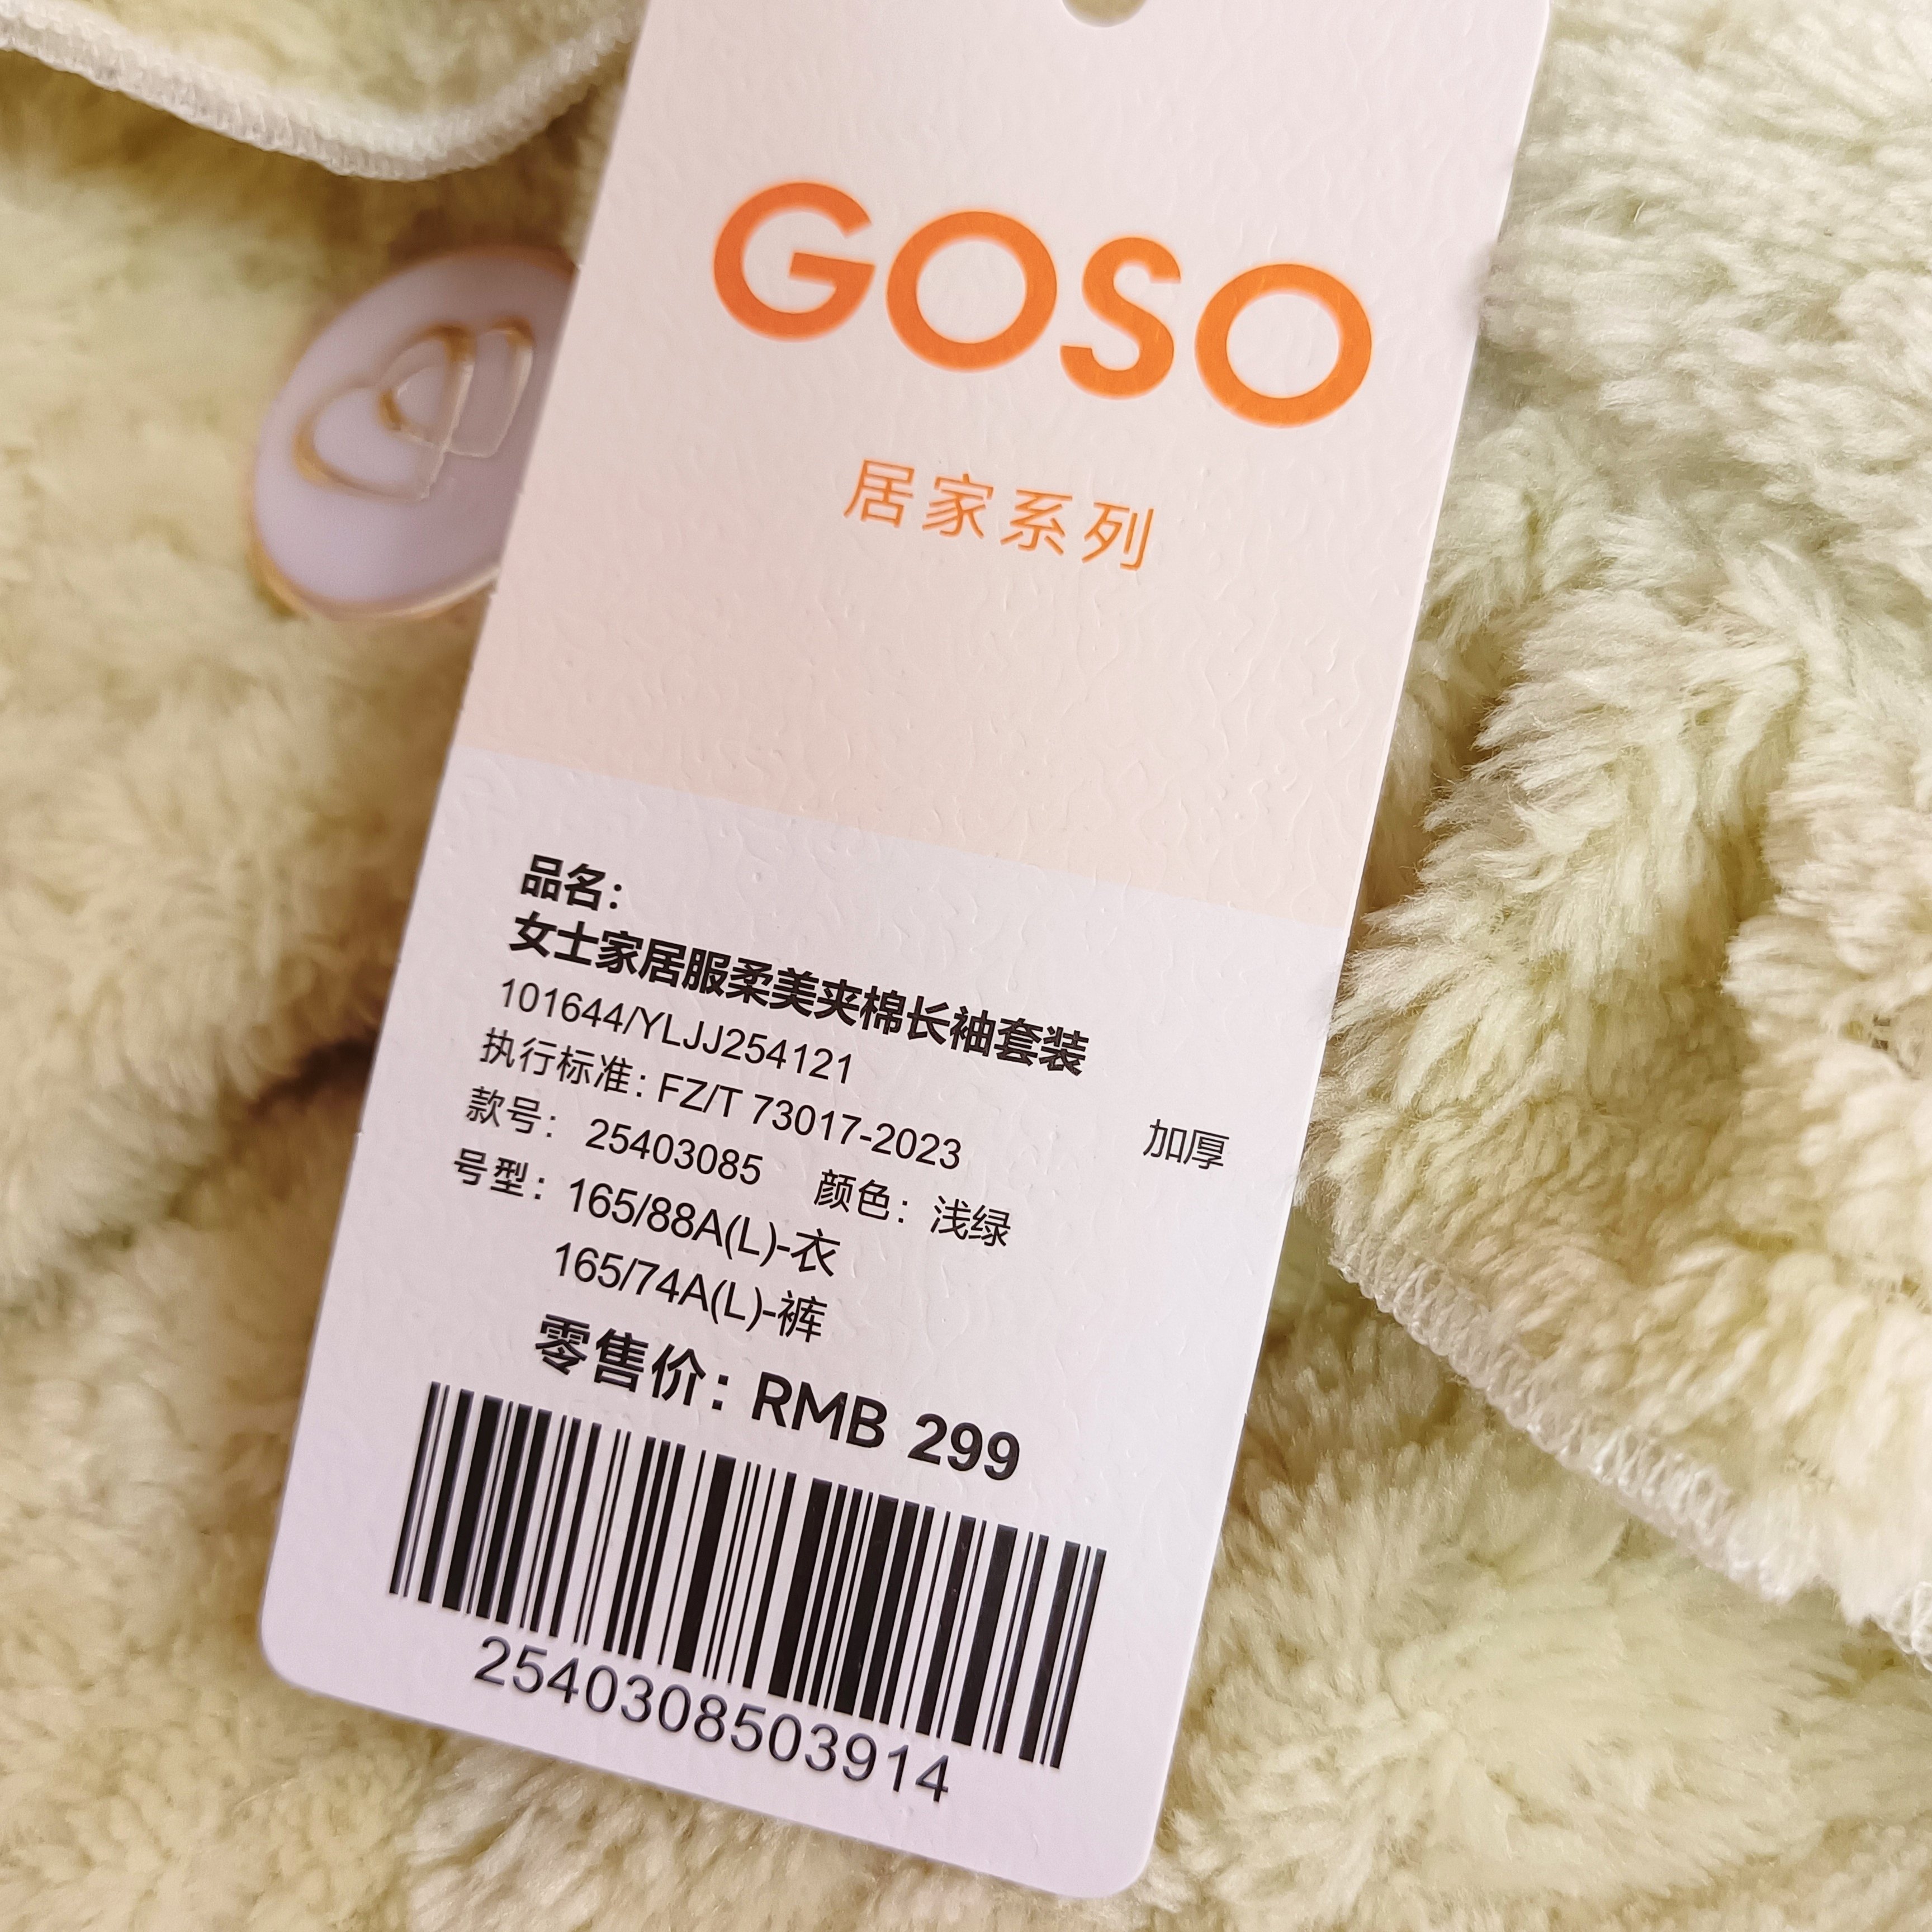 GOSO
居家系列
品名：
女士家居服柔美夹棉长袖套装
101644/YLJJ254121
执行标准：FZ/T 73017-2023 加厚
款号： 25403085 颜色：浅绿
号型：165/88A(L)-衣
165/74A(L)-裤
零售价：RMB 299
2540308503914